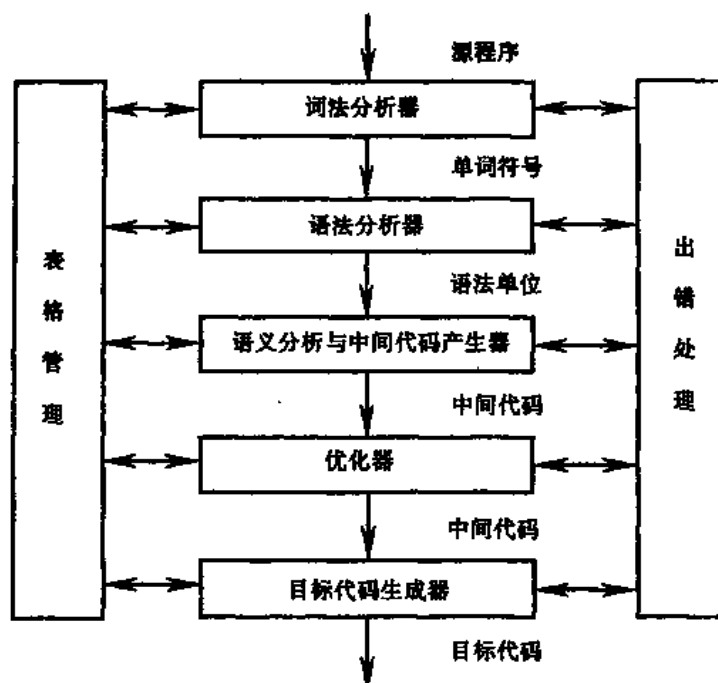 源程序
词法分析器
单词符号
语法分析器
语法单位
表格管理
出错处理
语义分析与中间代码产生器
中间代码
优化器
中间代码
目标代码生成器
目标代码